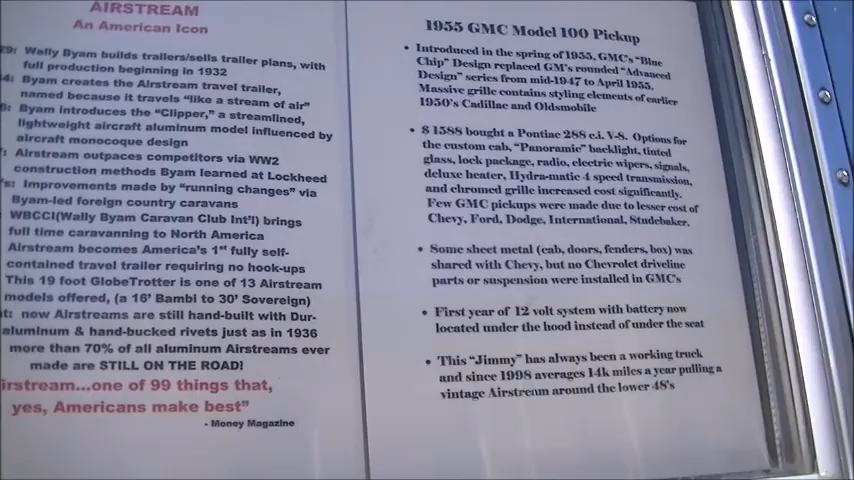 AIRSTREAM
An American Icon
29: Wally Byam builds trailers/sells trailer plans, with
full production beginning in 1932
4: Byam creates the Airstream travel trailer,
named because it travels "like a stream of air"
6: Byam introduces the "Clipper," a streamlined,
lightweight aircraft aluminum model influenced by
aircraft monocoque design
: Airstream outpaces competitors via WW2
construction methods Byam learned at Lockheed
's: Improvements made by "running changes" via
Byam-led foreign country caravans
WBCCI(Wally Byam Caravan Club Int'l) brings
full time caravanning to North America
Airstream becomes America's 1st fully self-
contained travel trailer requiring no hook-ups
This 19 foot GlobeTrotter is one of 13 Airstream
models offered, (a 16' Bambi to 30' Sovereign)
t: new Airstreams are still hand-built with Dur-
aluminum & hand-bucked rivets just as in 1936
more than 70% of all aluminum Airstreams ever
made are STILL ON THE ROAD!
irstream...one of 99 things that,
yes, Americans make best"
- Money Magazine
1955 GMC Model 100 Pickup
• Introduced in the spring of 1955, GMC's "Blue
Chip" Design replaced GM's rounded "Advanced
Design" series from mid-1947 to April 1955.
Massive grille contains styling elements of earlier
1950's Cadillac and Oldsmobile
• $1588 bought a Pontiac 288 c.i. V-8. Options for
the custom cab, "Panoramic" backlight, tinted
glass, lock package, radio, electric wipers, signals,
deluxe heater, Hydra-matic 4 speed transmission,
and chromed grille increased cost significantly.
Few GMC pickups were made due to lesser cost of
Chevy, Ford, Dodge, International, Studebaker.
• Some sheet metal (cab, doors, fenders, box) was
shared with Chevy, but no Chevrolet driveline
parts or suspension were installed in GMC's
• First year of 12 volt system with battery now
located under the hood instead of under the seat
• This "Jimmy" has always been a working truck
and since 1998 averages 14k miles a year pulling a
vintage Airstream around the lower 48's